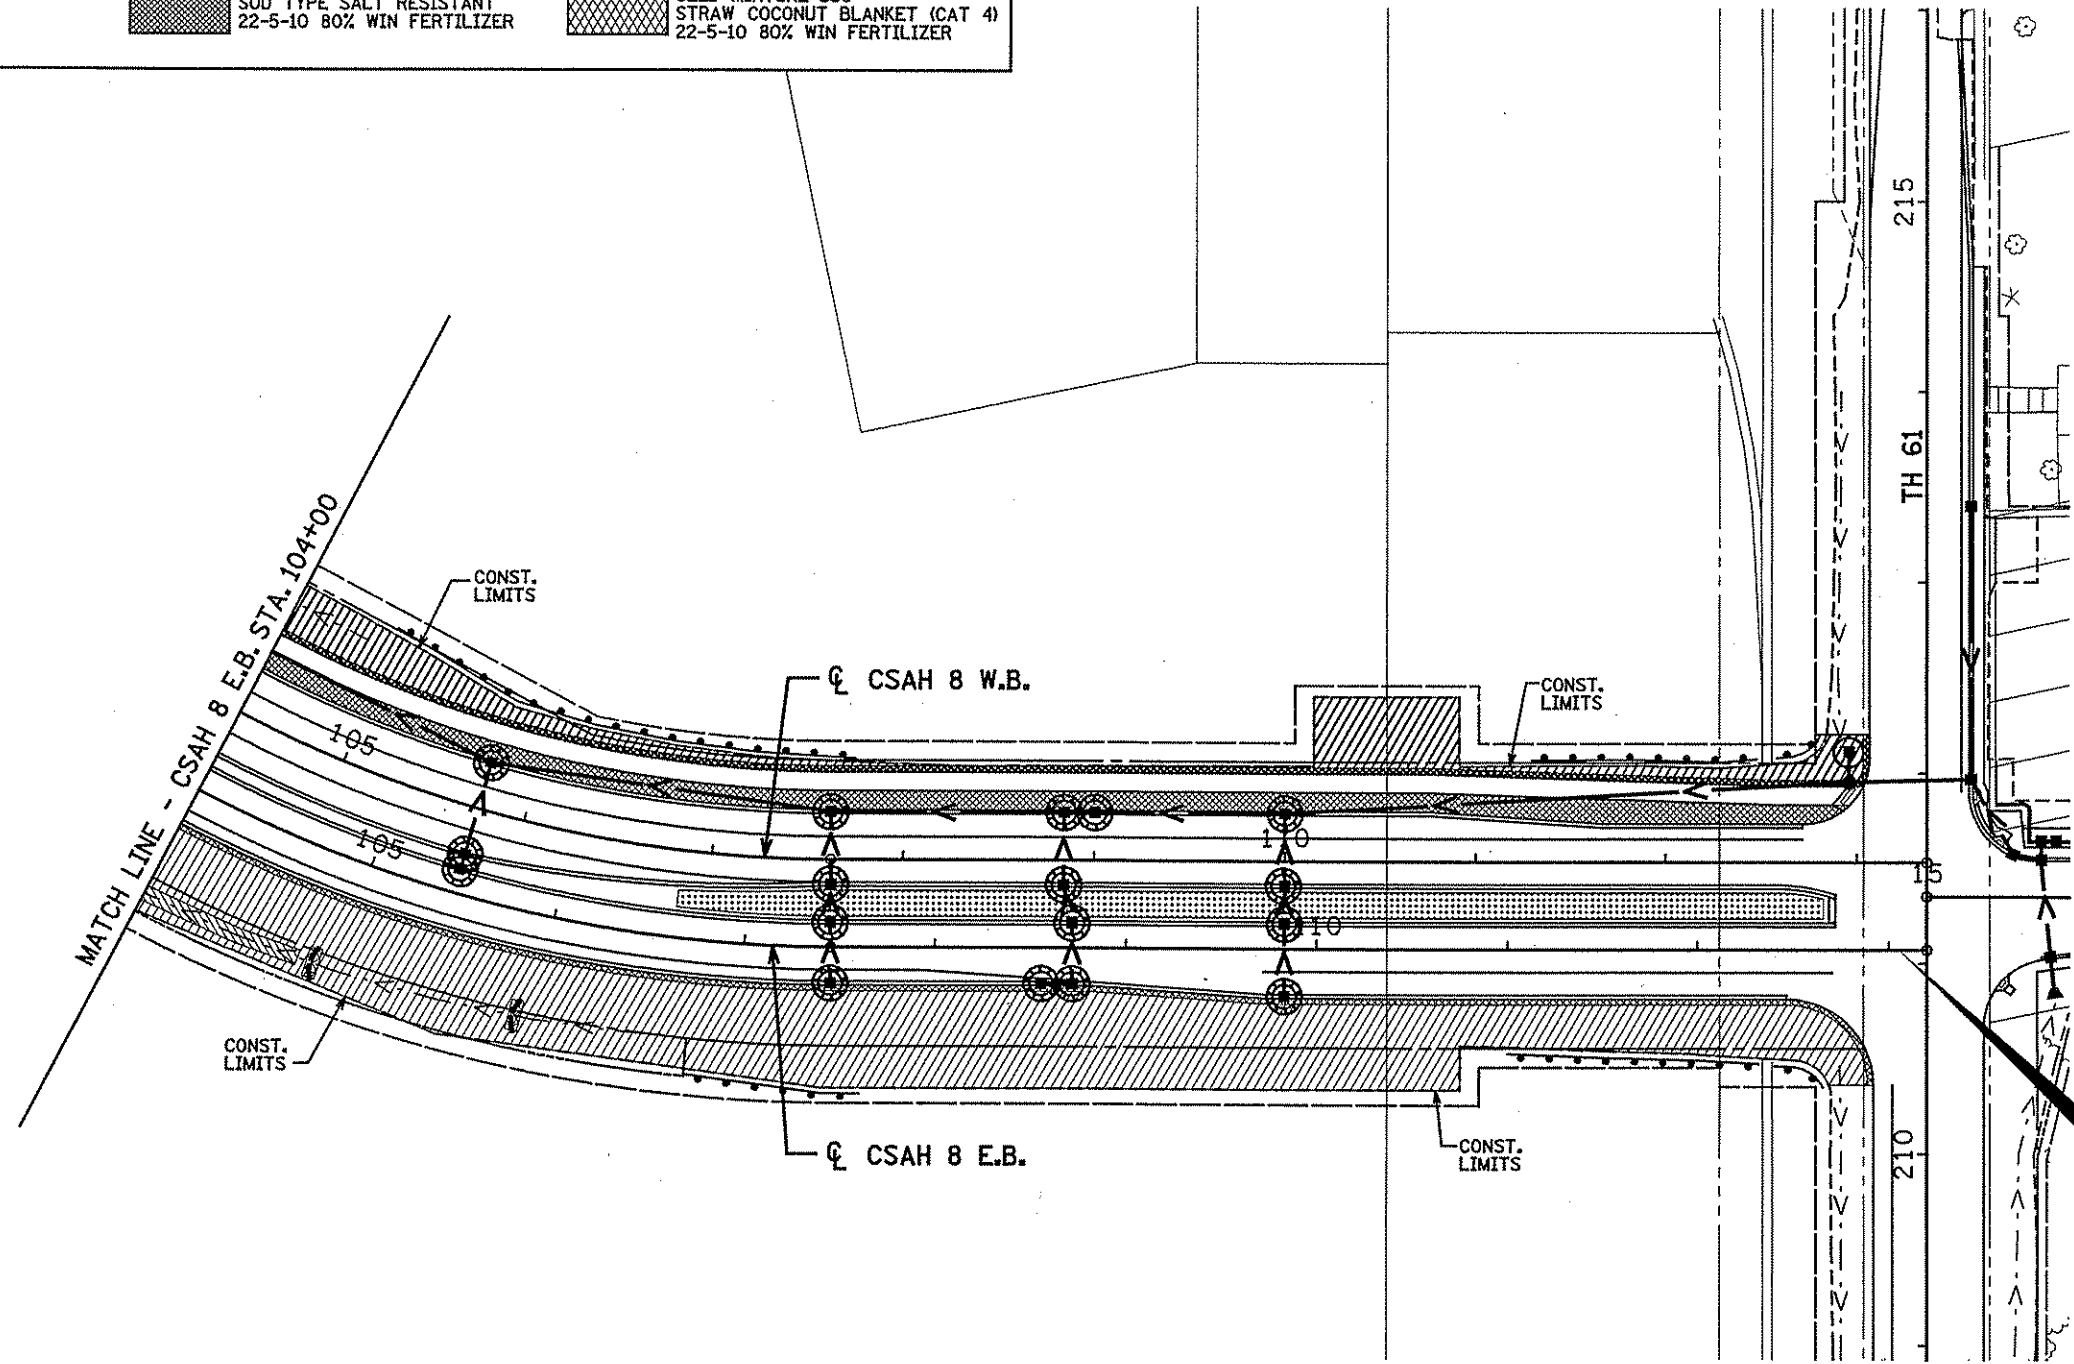 SOD TYPE SALT RESISTANT
22-5-10 80% WIN FERTILIZER
STRAW COCONUT BLANKET (CAT 4)
22-5-10 80% WIN FERTILIZER
215
TH 61
MATCH LINE - CSAH 8 E.B. STA. 104+00
CONST.
LIMITS
℄ CSAH 8 W.B.
CONST.
LIMITS
105
105
110
110
15
CONST.
LIMITS
℄ CSAH 8 E.B.
CONST.
LIMITS
210